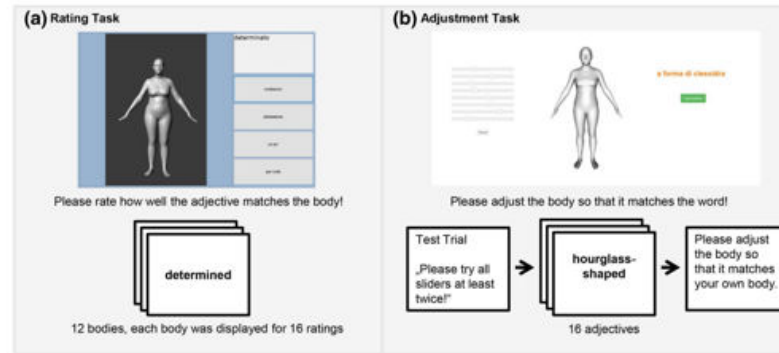 (a) Rating Task
determinato
Please rate how well the adjective matches the body!
determined
12 bodies, each body was displayed for 16 ratings
(b) Adjustment Task
a forma di clessidra
Please adjust the body so that it matches the word!
Test Trial
„Please try all
sliders at least
twice!"
hourglass-
shaped
Please adjust
the body so
that it matches
your own body.
16 adjectives